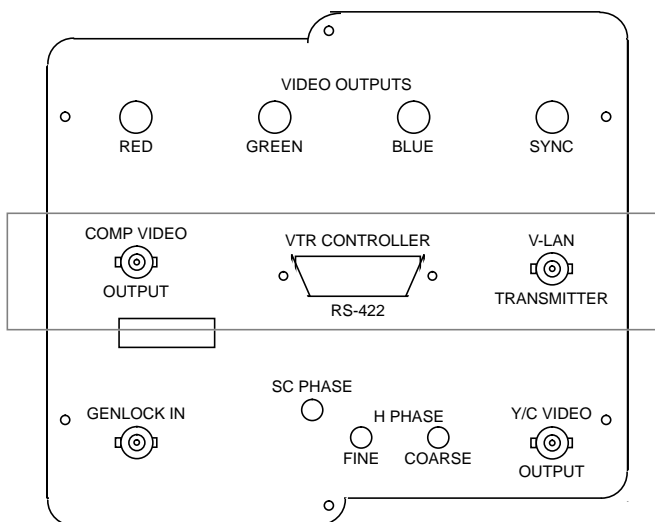 VIDEO OUTPUTS
RED GREEN BLUE SYNC
COMP VIDEO VTR CONTROLLER V-LAN
OUTPUT RS-422 TRANSMITTER
SC PHASE
GENLOCK IN H PHASE Y/C VIDEO
FINE COARSE OUTPUT